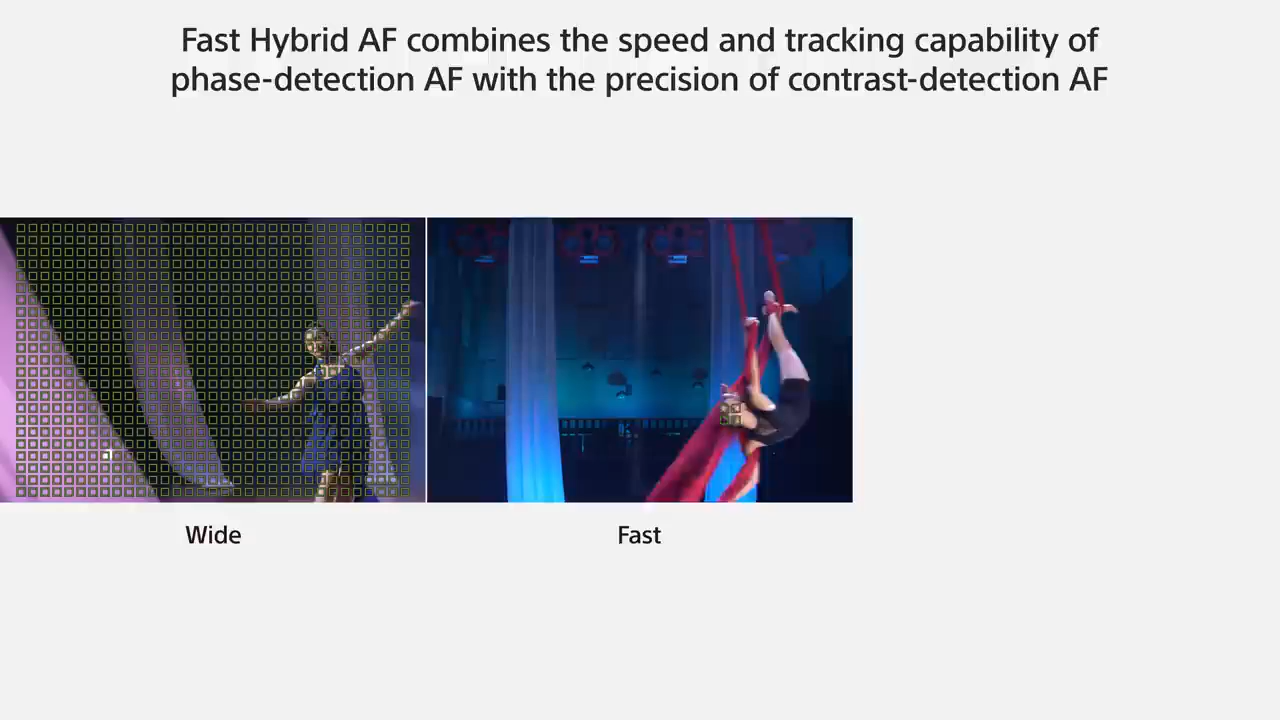 Fast Hybrid AF combines the speed and tracking capability of
phase-detection AF with the precision of contrast-detection AF
Wide
Fast